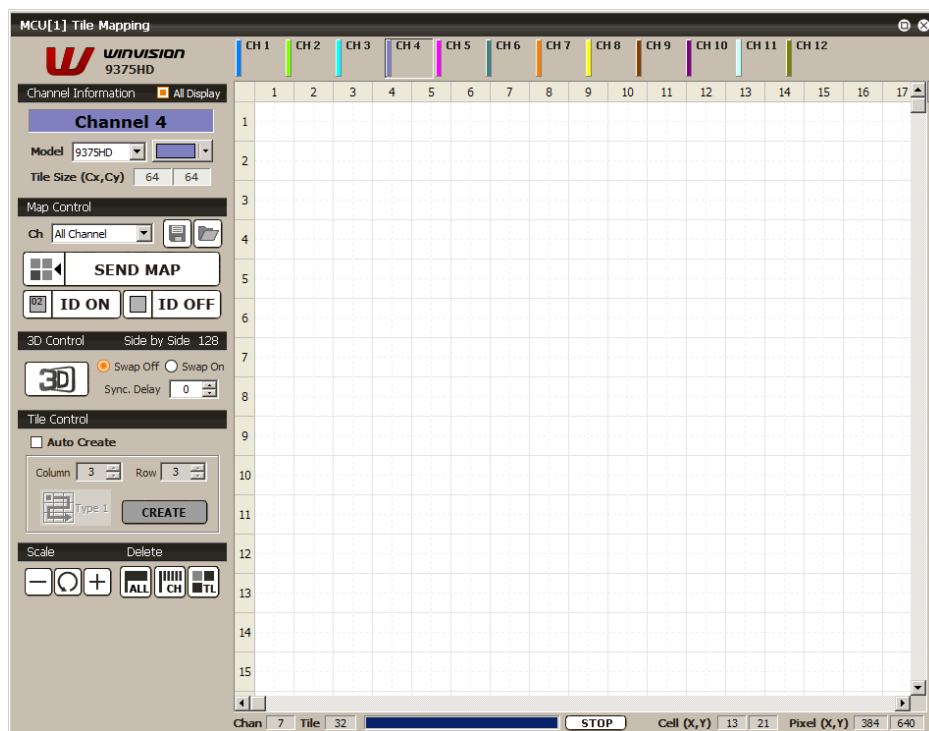 MCU[1] Tile Mapping
WINVISION
9375HD
CH 1 CH 2 CH 3 CH 4 CH 5 CH 6 CH 7 CH 8 CH 9 CH 10 CH 11 CH 12
Channel Information All Display
Channel 4
Model 9375HD
Tile Size (Cx,Cy) 64 64
Map Control
Ch All Channel
SEND MAP
02 ID ON ID OFF
3D Control Side by Side 128
3D Swap Off Swap On
Sync. Delay 0
Tile Control
Auto Create
Column 3 Row 3
Type 1 CREATE
Scale Delete
ALL CH TL
1 2 3 4 5 6 7 8 9 10 11 12 13 14 15 16 17
1
2
3
4
5
6
7
8
9
10
11
12
13
14
15
Chan 7 Tile 32 STOP Cell (X,Y) 13 21 Pixel (X,Y) 384 640